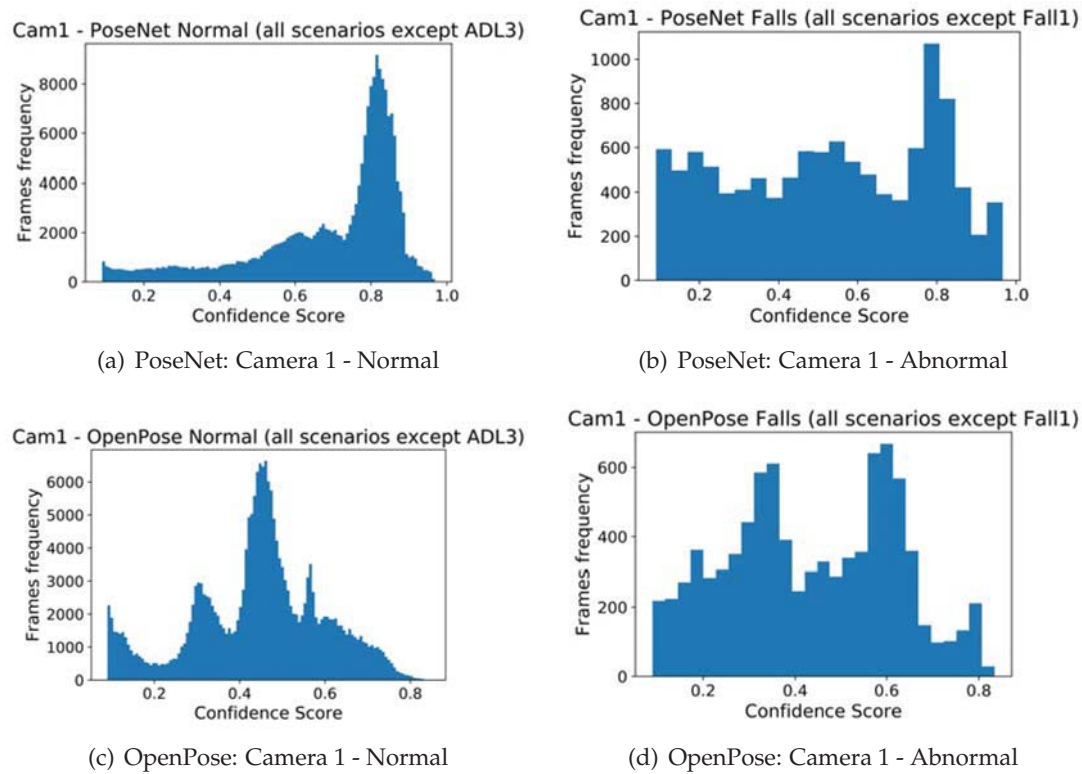 Cam1 - PoseNet Normal (all scenarios except ADL3)
Frames frequency
8000
6000
4000
2000
0
0.2 0.4 0.6 0.8 1.0
Confidence Score
(a) PoseNet: Camera 1 - Normal
Cam1 - PoseNet Falls (all scenarios except Fall1)
Frames frequency
1000
800
600
400
200
0
0.2 0.4 0.6 0.8 1.0
Confidence Score
(b) PoseNet: Camera 1 - Abnormal
Cam1 - OpenPose Normal (all scenarios except ADL3)
Frames frequency
6000
5000
4000
3000
2000
1000
0
0.2 0.4 0.6 0.8
Confidence Score
(c) OpenPose: Camera 1 - Normal
Cam1 - OpenPose Falls (all scenarios except Fall1)
Frames frequency
600
400
200
0
0.2 0.4 0.6 0.8
Confidence Score
(d) OpenPose: Camera 1 - Abnormal